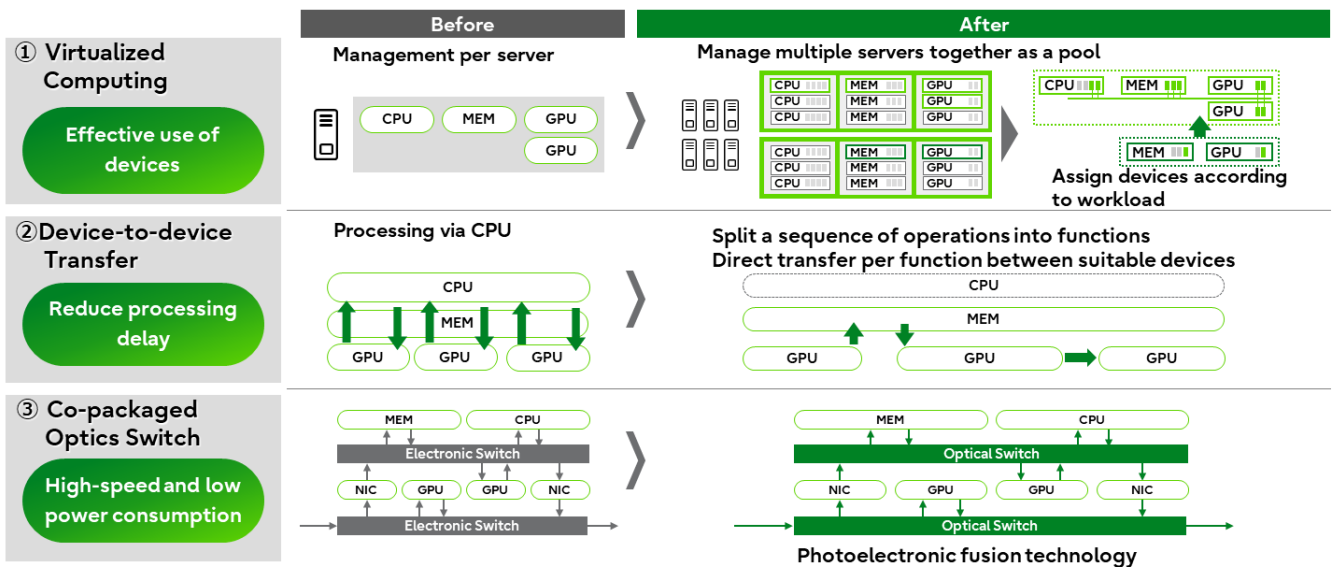 Before
After
① Virtualized
Computing
Effective use of
devices
Management per server
CPU
MEM
GPU
GPU
Manage multiple servers together as a pool
CPU MEM GPU
CPU MEM GPU
CPU MEM GPU
CPU MEM GPU
CPU MEM GPU
CPU MEM GPU
CPU MEM GPU
GPU
MEM GPU
Assign devices according
to workload
②Device-to-device
Transfer
Reduce processing
delay
Processing via CPU
CPU
MEM
GPU GPU GPU
Split a sequence of operations into functions
Direct transfer per function between suitable devices
CPU
MEM
GPU GPU GPU
③ Co-packaged
Optics Switch
High-speed and low
power consumption
MEM CPU
Electronic Switch
NIC GPU GPU NIC
Electronic Switch
MEM CPU
Optical Switch
NIC GPU GPU NIC
Optical Switch
Photoelectronic fusion technology